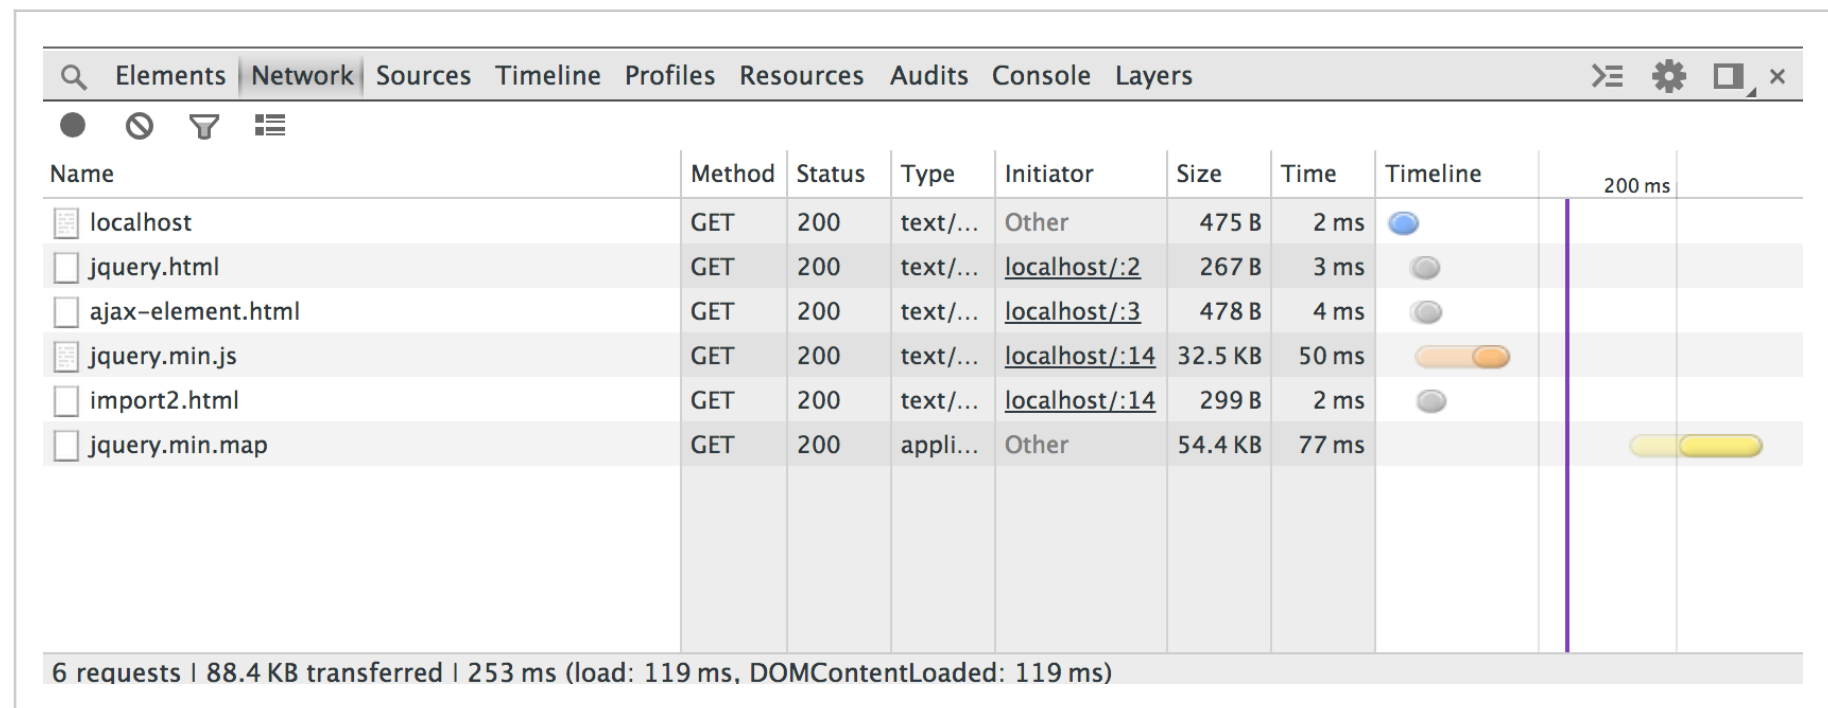 Elements Network Sources Timeline Profiles Resources Audits Console Layers
Name Method Status Type Initiator Size Time Timeline 200 ms
localhost GET 200 text/... Other 475 B 2 ms
jquery.html GET 200 text/... localhost/:2 267 B 3 ms
ajax-element.html GET 200 text/... localhost/:3 478 B 4 ms
jquery.min.js GET 200 text/... localhost/:14 32.5 KB 50 ms
import2.html GET 200 text/... localhost/:14 299 B 2 ms
jquery.min.map GET 200 appli... Other 54.4 KB 77 ms
6 requests | 88.4 KB transferred | 253 ms (load: 119 ms, DOMContentLoaded: 119 ms)